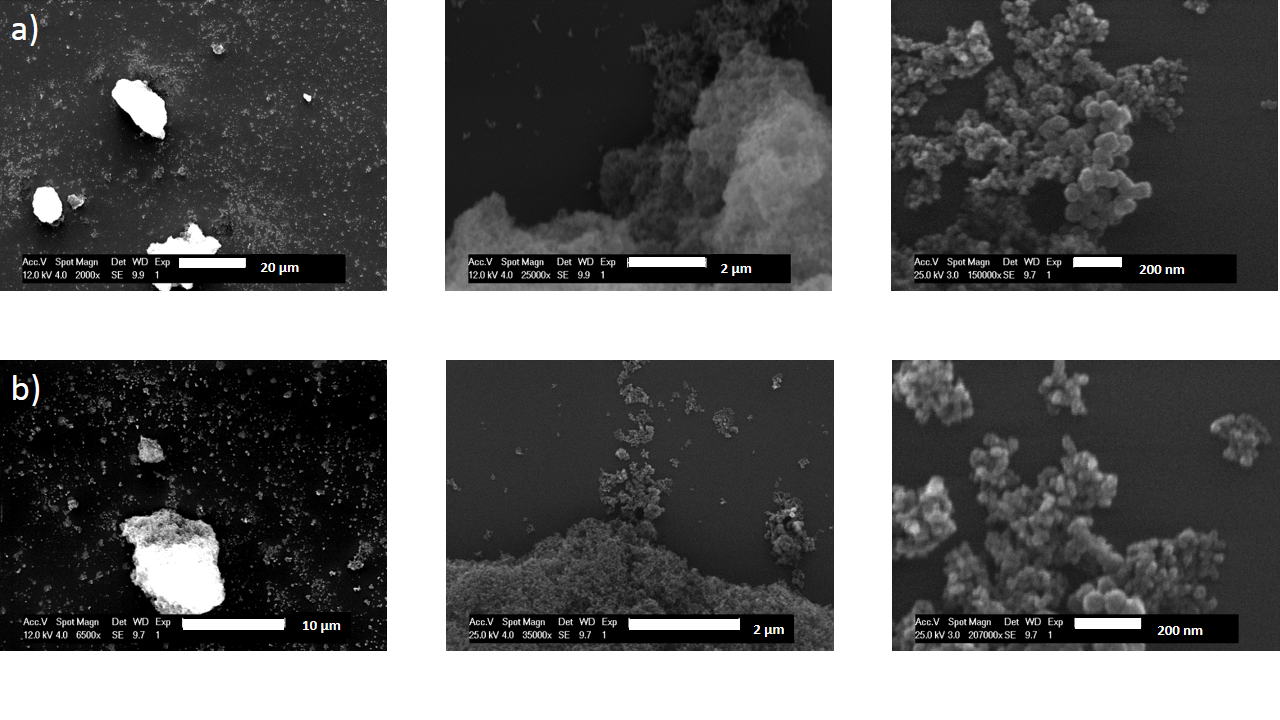 a)
Acc.V Spot Magn Det WD Exp
12.0 kV 4.0 2000x SE 9.9 1
20 µm
Acc.V Spot Magn Det WD Exp
12.0 kV 4.0 25000x SE 9.9 1
2 µm
Acc.V Spot Magn Det WD Exp
25.0 kV 3.0 150000x SE 9.7 1
200 nm
b)
Acc.V Spot Magn Det WD Exp
12.0 kV 4.0 6500x SE 9.7 1
10 µm
Acc.V Spot Magn Det WD Exp
25.0 kV 4.0 35000x SE 9.7 1
2 µm
Acc.V Spot Magn Det WD Exp
25.0 kV 3.0 207000x SE 9.7 1
200 nm